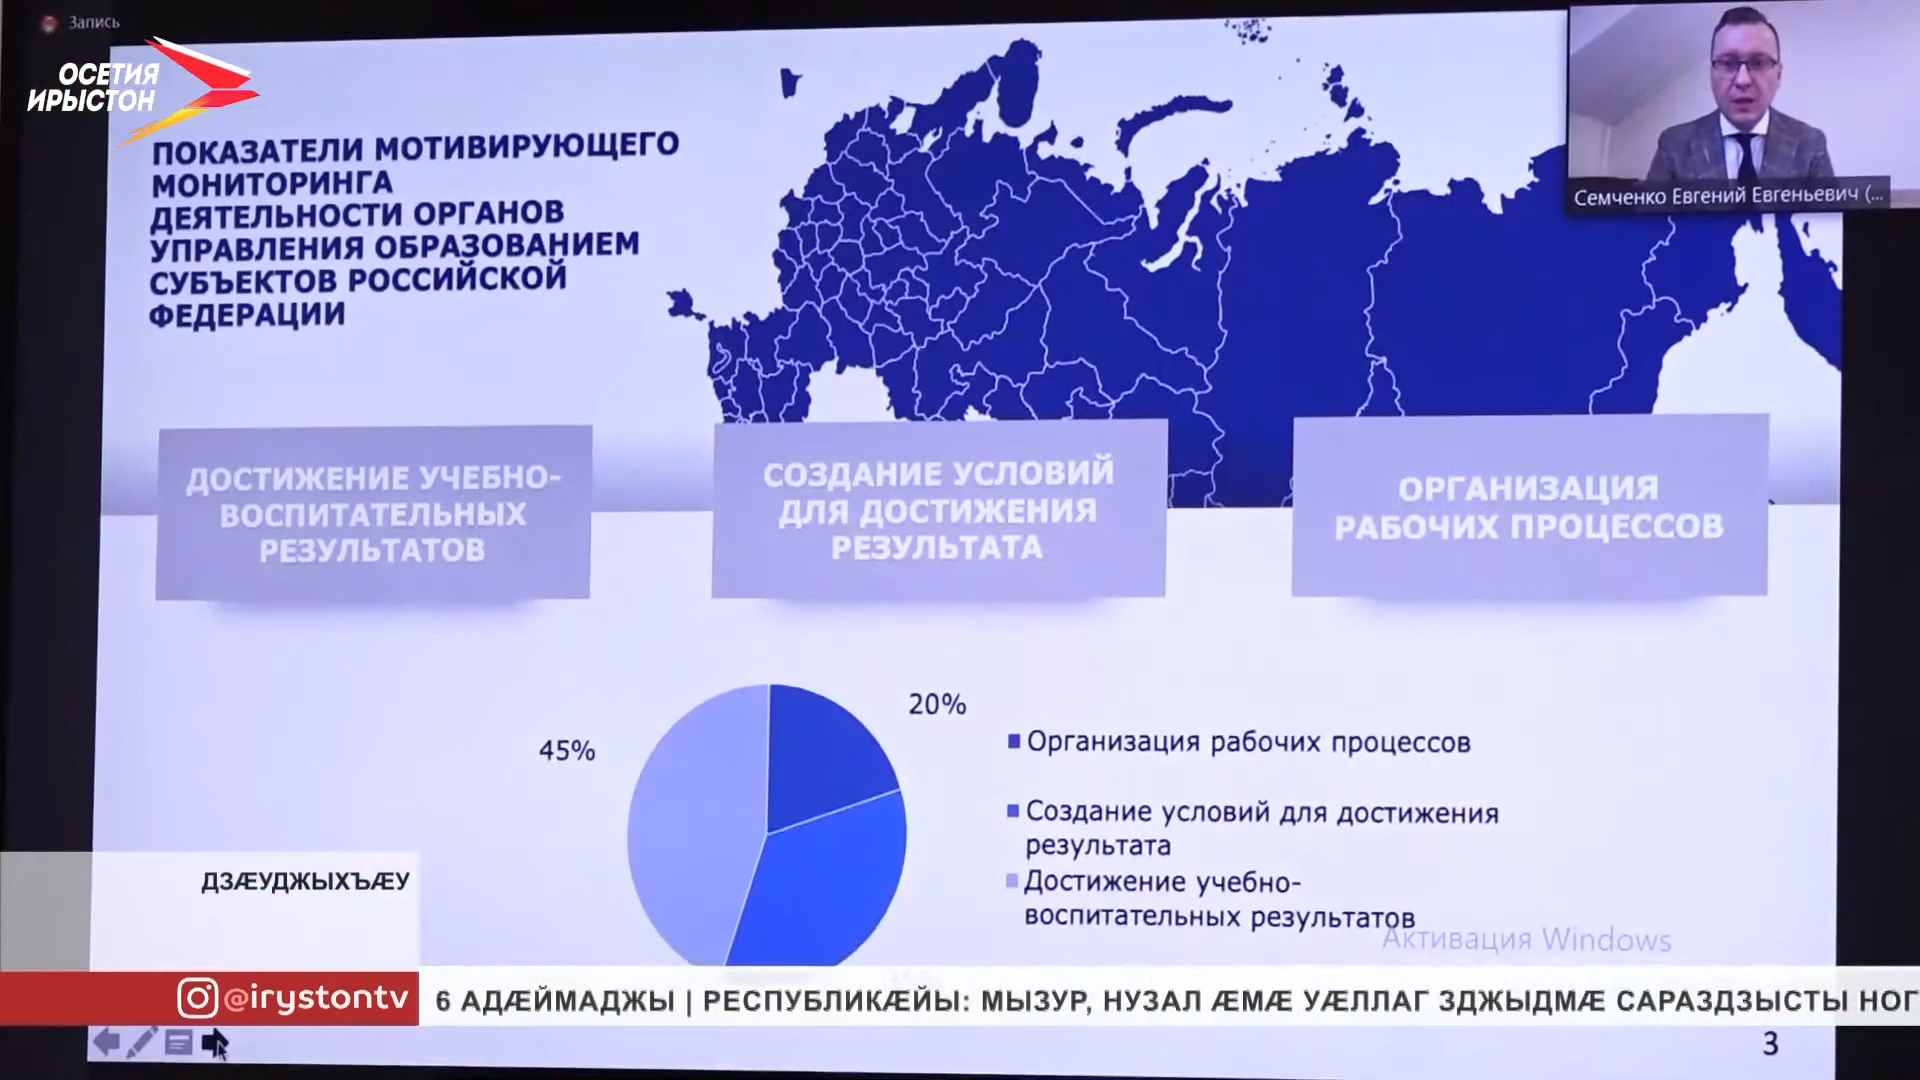 Запись
ОСЕТИЯ
ИРЫСТОН
ПОКАЗАТЕЛИ МОТИВИРУЮЩЕГО
МОНИТОРИНГА
ДЕЯТЕЛЬНОСТИ ОРГАНОВ
УПРАВЛЕНИЯ ОБРАЗОВАНИЕМ
СУБЪЕКТОВ РОССИЙСКОЙ
ФЕДЕРАЦИИ
Семченко Евгений Евгеньевич (...
ДОСТИЖЕНИЕ УЧЕБНО-
ВОСПИТАТЕЛЬНЫХ
РЕЗУЛЬТАТОВ
СОЗДАНИЕ УСЛОВИЙ
ДЛЯ ДОСТИЖЕНИЯ
РЕЗУЛЬТАТА
ОРГАНИЗАЦИЯ
РАБОЧИХ ПРОЦЕССОВ
45%
20%
Организация рабочих процессов
Создание условий для достижения
результата
Достижение учебно-
воспитательных результатов
Активация Windows
ДЗÆУДЖЫХЪÆУ
@irystontv
6 АДÆЙМАДЖЫ | РЕСПУБЛИКÆЙЫ: МЫЗУР, НУЗАЛ ÆМÆ УÆЛЛАГ ЗДЖЫДМÆ САРАЗДЗЫСТЫ НОГ
3